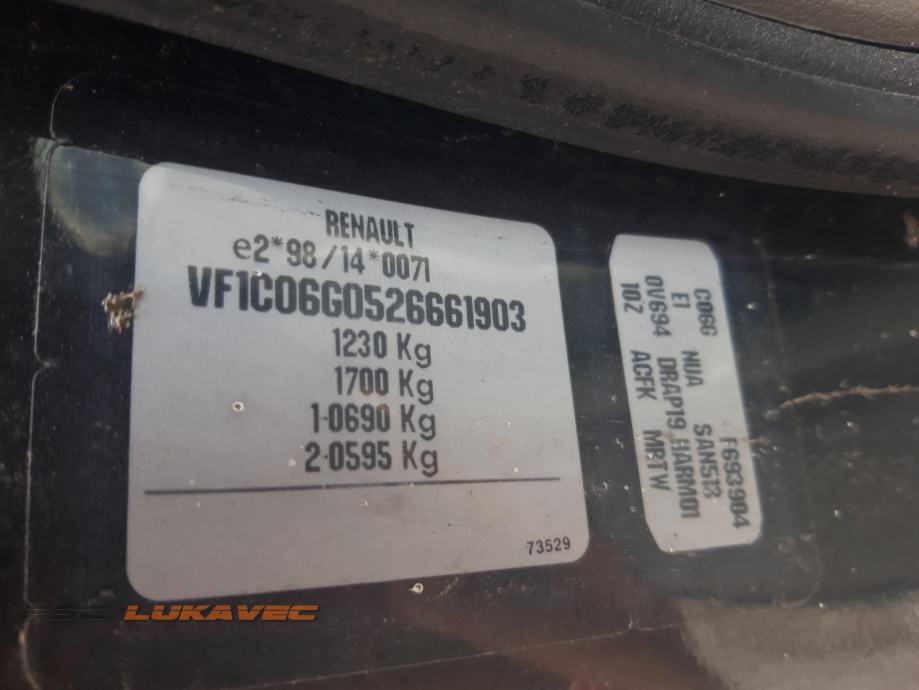 RENAULT
e2*98/14*0071
VF1C06G0526661903
1230 Kg
1700 Kg
1-0690 Kg
2-0595 Kg
73529
C06G F693904
E1 NUA SAN513
0V694 DRAP19 HARM01
10Z ACFK MRTW
PSC LUKAVEC